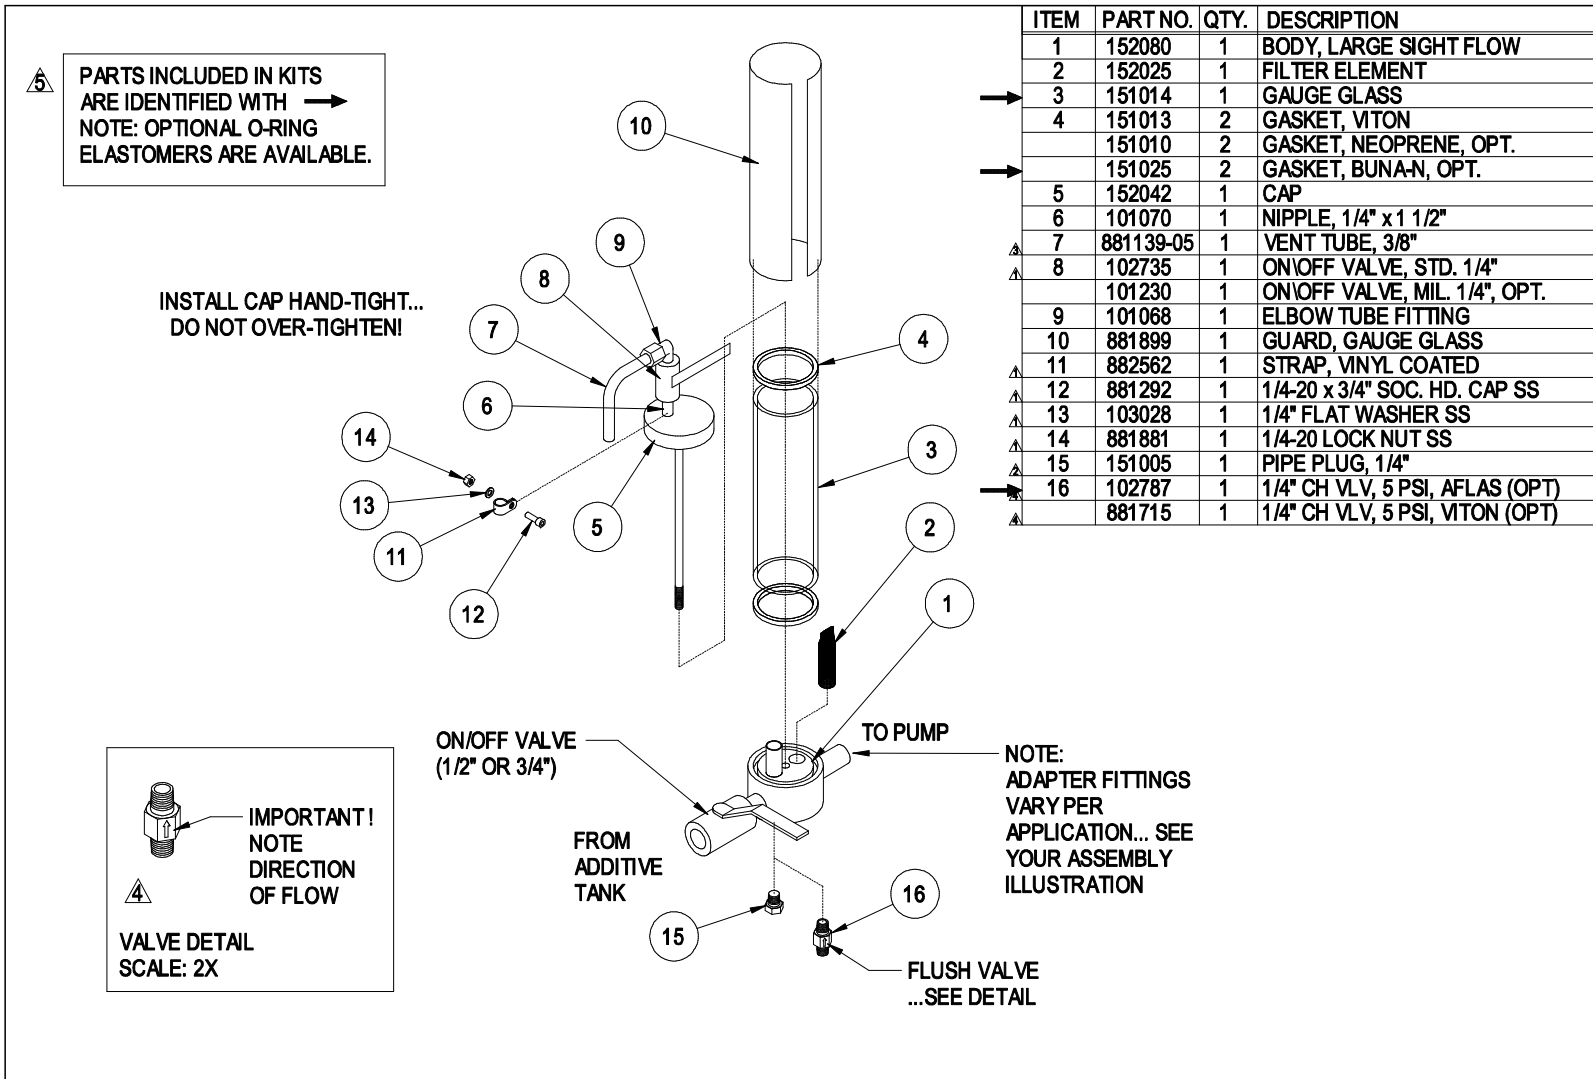 5
PARTS INCLUDED IN KITS
ARE IDENTIFIED WITH
NOTE: OPTIONAL O-RING
ELASTOMERS ARE AVAILABLE.
ITEM PART NO. QTY. DESCRIPTION
1 152080 1 BODY, LARGE SIGHT FLOW
2 152025 1 FILTER ELEMENT
3 151014 1 GAUGE GLASS
4 151013 2 GASKET, VITON
151010 2 GASKET, NEOPRENE, OPT.
151025 2 GASKET, BUNA-N, OPT.
5 152042 1 CAP
6 101070 1 NIPPLE, 1/4" x 1 1/2"
3 7 881139-05 1 VENT TUBE, 3/8"
1 8 102735 1 ON\OFF VALVE, STD. 1/4"
101230 1 ON\OFF VALVE, MIL. 1/4", OPT.
9 101068 1 ELBOW TUBE FITTING
10 881899 1 GUARD, GAUGE GLASS
1 11 882562 1 STRAP, VINYL COATED
1 12 881292 1 1/4-20 x 3/4" SOC. HD. CAP SS
1 13 103028 1 1/4" FLAT WASHER SS
1 14 881881 1 1/4-20 LOCK NUT SS
2 15 151005 1 PIPE PLUG, 1/4"
16 102787 1 1/4" CH VLV, 5 PSI, AFLAS (OPT)
4 881715 1 1/4" CH VLV, 5 PSI, VITON (OPT)
INSTALL CAP HAND-TIGHT...
DO NOT OVER-TIGHTEN!
10
9
8
7
4
6
14
3
13
5
2
11
12
1
ON/OFF VALVE
(1/2" OR 3/4")
TO PUMP
NOTE:
ADAPTER FITTINGS
VARY PER
APPLICATION... SEE
YOUR ASSEMBLY
ILLUSTRATION
FROM
ADDITIVE
TANK
15
16
FLUSH VALVE
...SEE DETAIL
IMPORTANT !
NOTE
DIRECTION
OF FLOW
4
VALVE DETAIL
SCALE: 2X